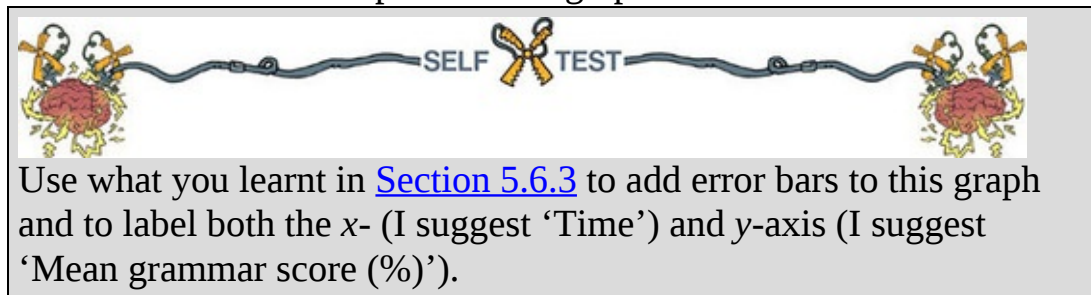 SELF TEST
Use what you learnt in Section 5.6.3 to add error bars to this graph
and to label both the x- (I suggest ‘Time’) and y-axis (I suggest
‘Mean grammar score (%)’).